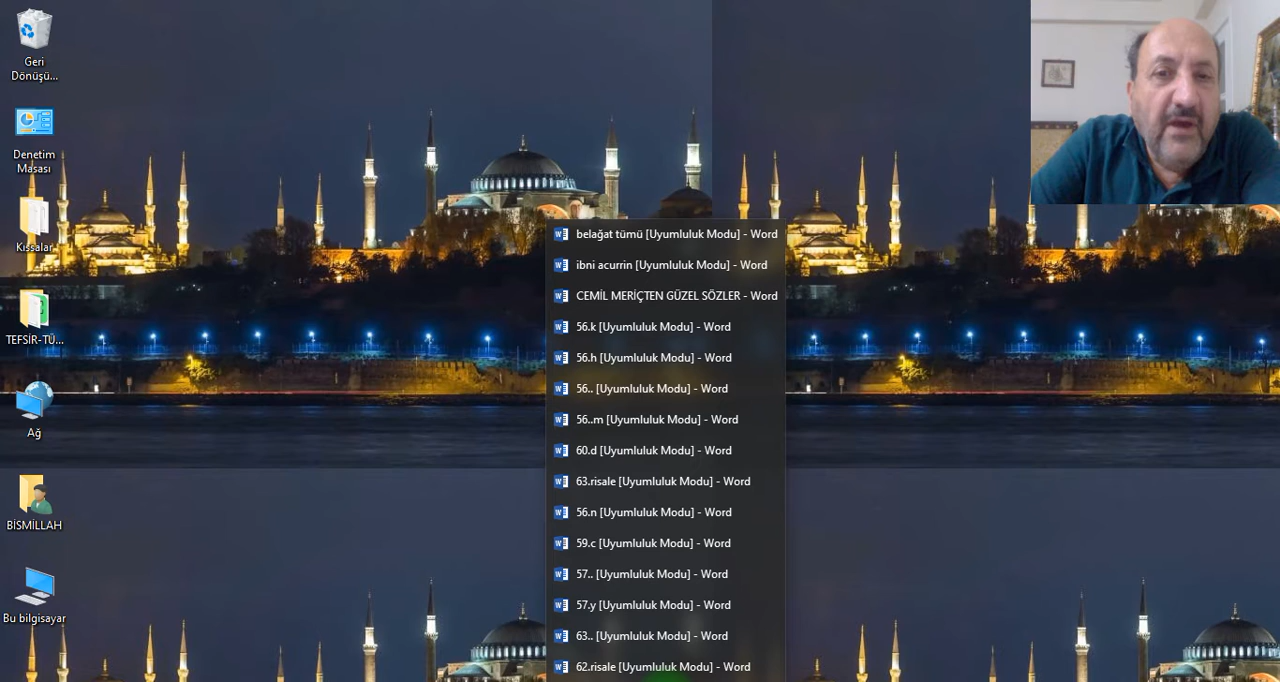 Geri
Dönüşü...
Denetim
Masası
Kıssalar
TEFSİR-TÜ...
Ağ
BİSMİLLAH
Bu bilgisayar
belağat tümü [Uyumluluk Modu] - Word
ibni acurrin [Uyumluluk Modu] - Word
CEMİL MERİÇTEN GÜZEL SÖZLER - Word
56.k [Uyumluluk Modu] - Word
56.h [Uyumluluk Modu] - Word
56.. [Uyumluluk Modu] - Word
56..m [Uyumluluk Modu] - Word
60.d [Uyumluluk Modu] - Word
63.risale [Uyumluluk Modu] - Word
56.n [Uyumluluk Modu] - Word
59.c [Uyumluluk Modu] - Word
57.. [Uyumluluk Modu] - Word
57.y [Uyumluluk Modu] - Word
63.. [Uyumluluk Modu] - Word
62.risale [Uyumluluk Modu] - Word